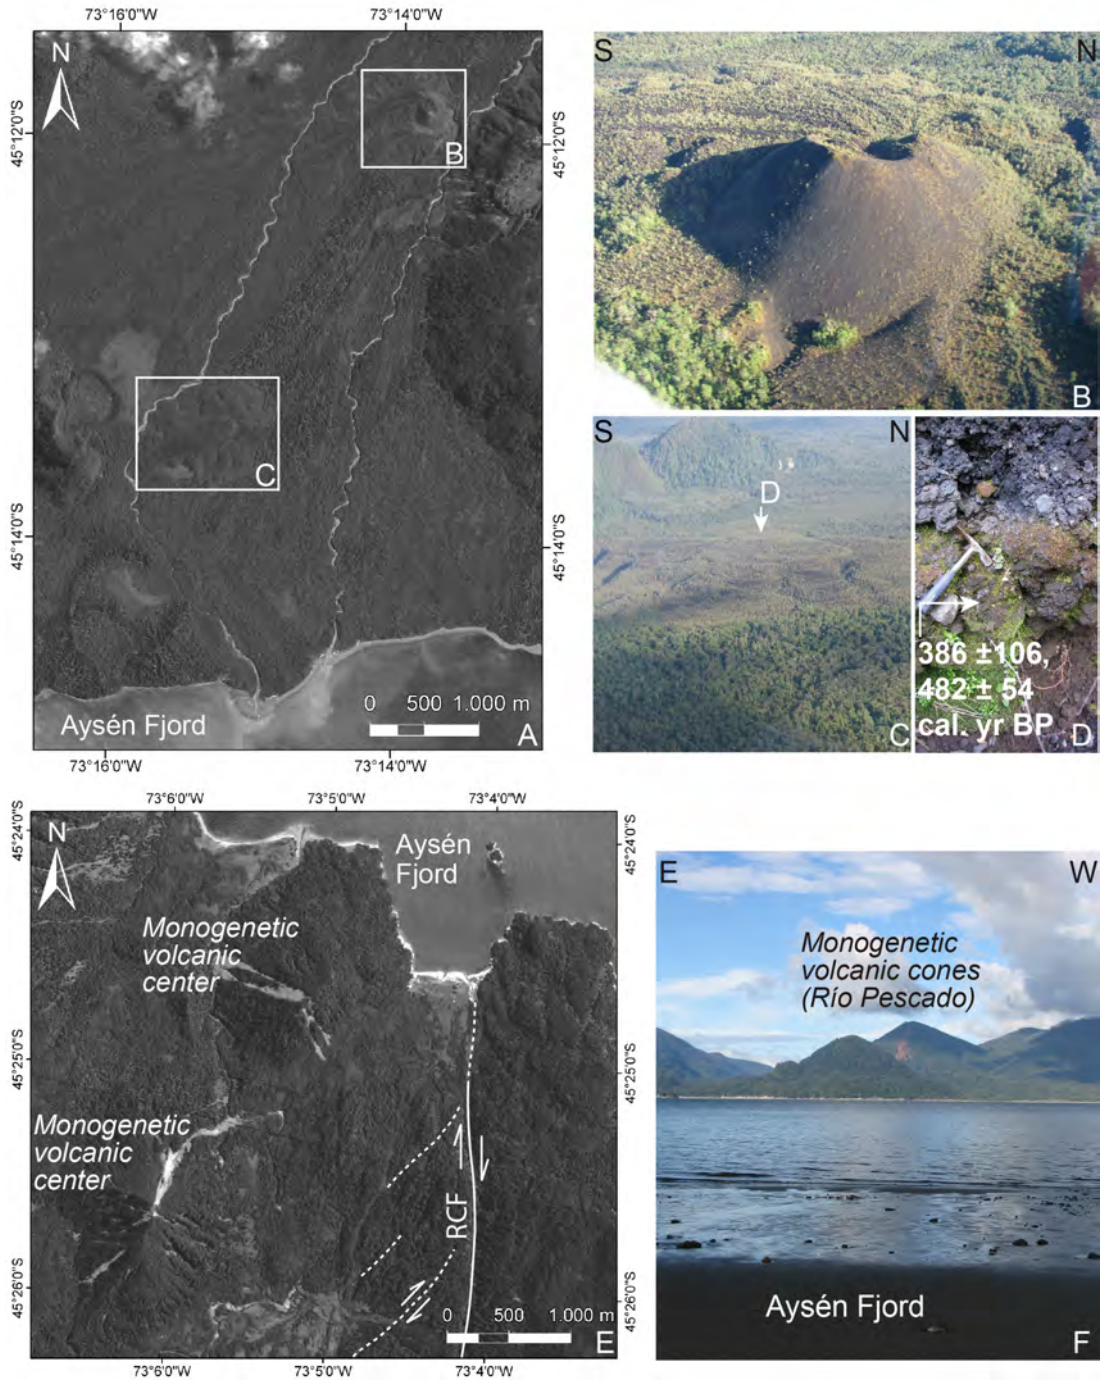 73°16'0"W
73°14'0"W
N
45°12'0"S
45°12'0"S
B
C
45°14'0"S
45°14'0"S
0 500 1.000 m
Aysén Fjord
A
73°16'0"W
73°14'0"W
S
N
B
S
N
D
C
386 ±106,
482 ± 54
cal. yr BP
D
73°6'0"W
73°5'0"W
73°4'0"W
45°24'0"S
45°24'0"S
N
Aysén
Fjord
Monogenetic
volcanic
center
45°25'0"S
45°25'0"S
Monogenetic
volcanic
center
RCF
45°26'0"S
45°26'0"S
0 500 1.000 m
E
73°6'0"W
73°5'0"W
73°4'0"W
E
W
Monogenetic
volcanic cones
(Río Pescado)
Aysén Fjord
F